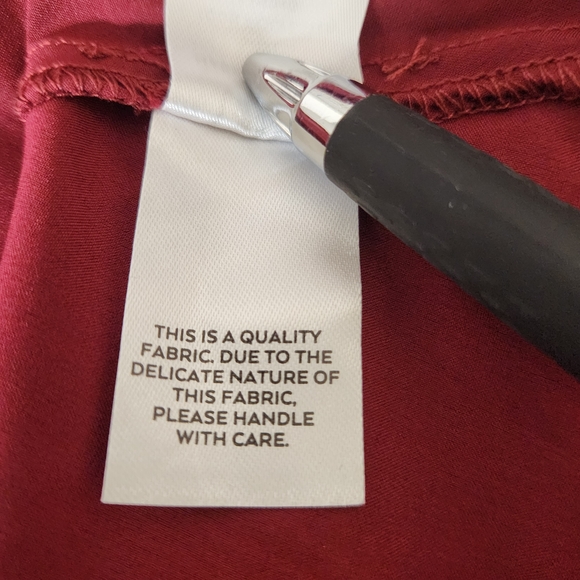 THIS IS A QUALITY
FABRIC. DUE TO THE
DELICATE NATURE OF
THIS FABRIC,
PLEASE HANDLE
WITH CARE.